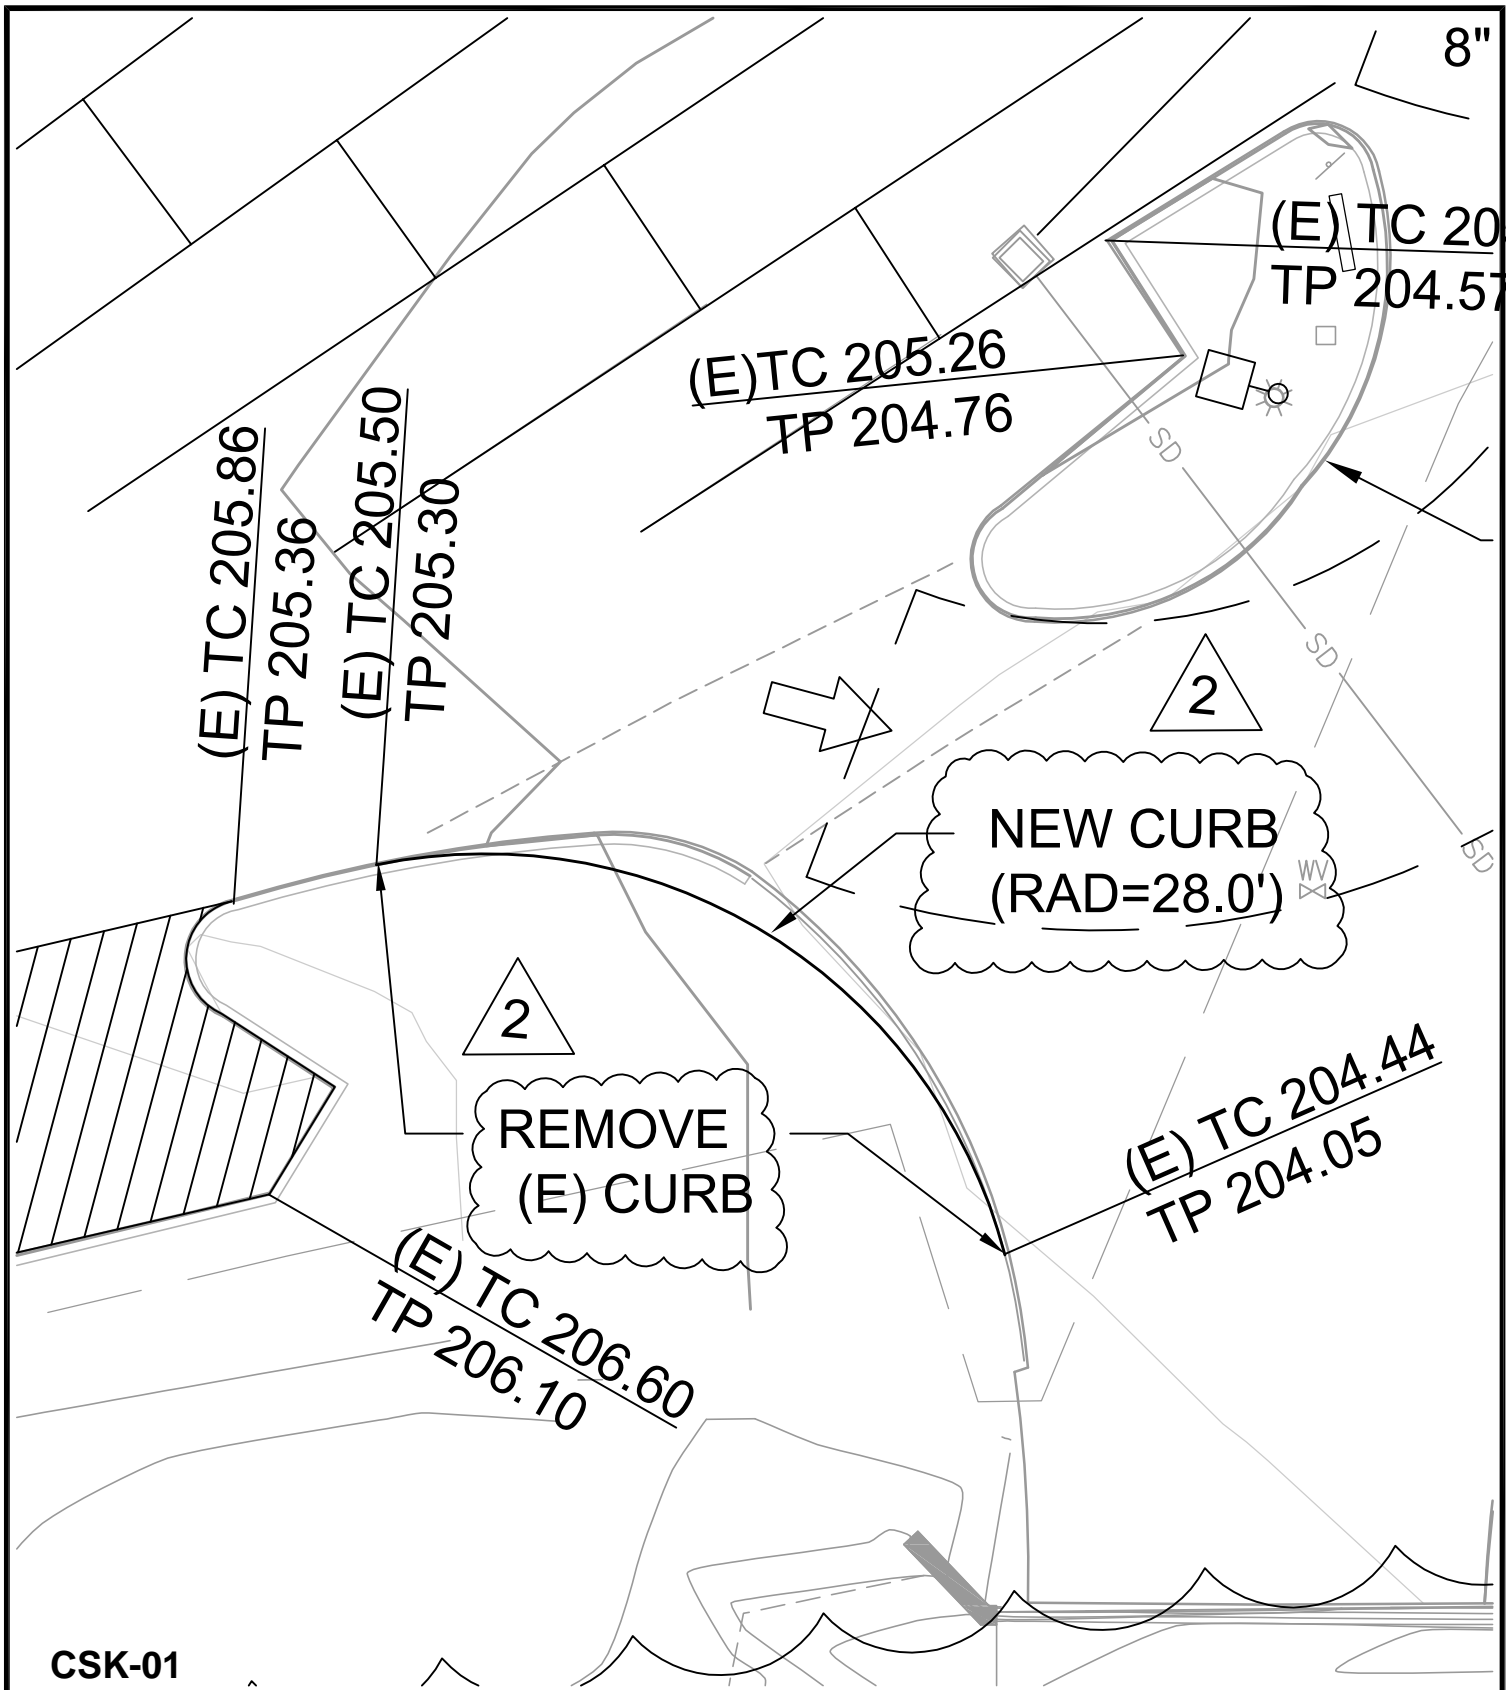 8"
(E) TC 20
TP 204.57
(E)TC 205.26
TP 204.76
(E) TC 205.86
TP 205.36
(E) TC 205.50
TP 205.30
SD
SD
SD
2
NEW CURB
(RAD=28.0')
WV
2
REMOVE
(E) CURB
(E) TC 204.44
TP 204.05
(E) TC 206.60
TP 206.10
CSK-01